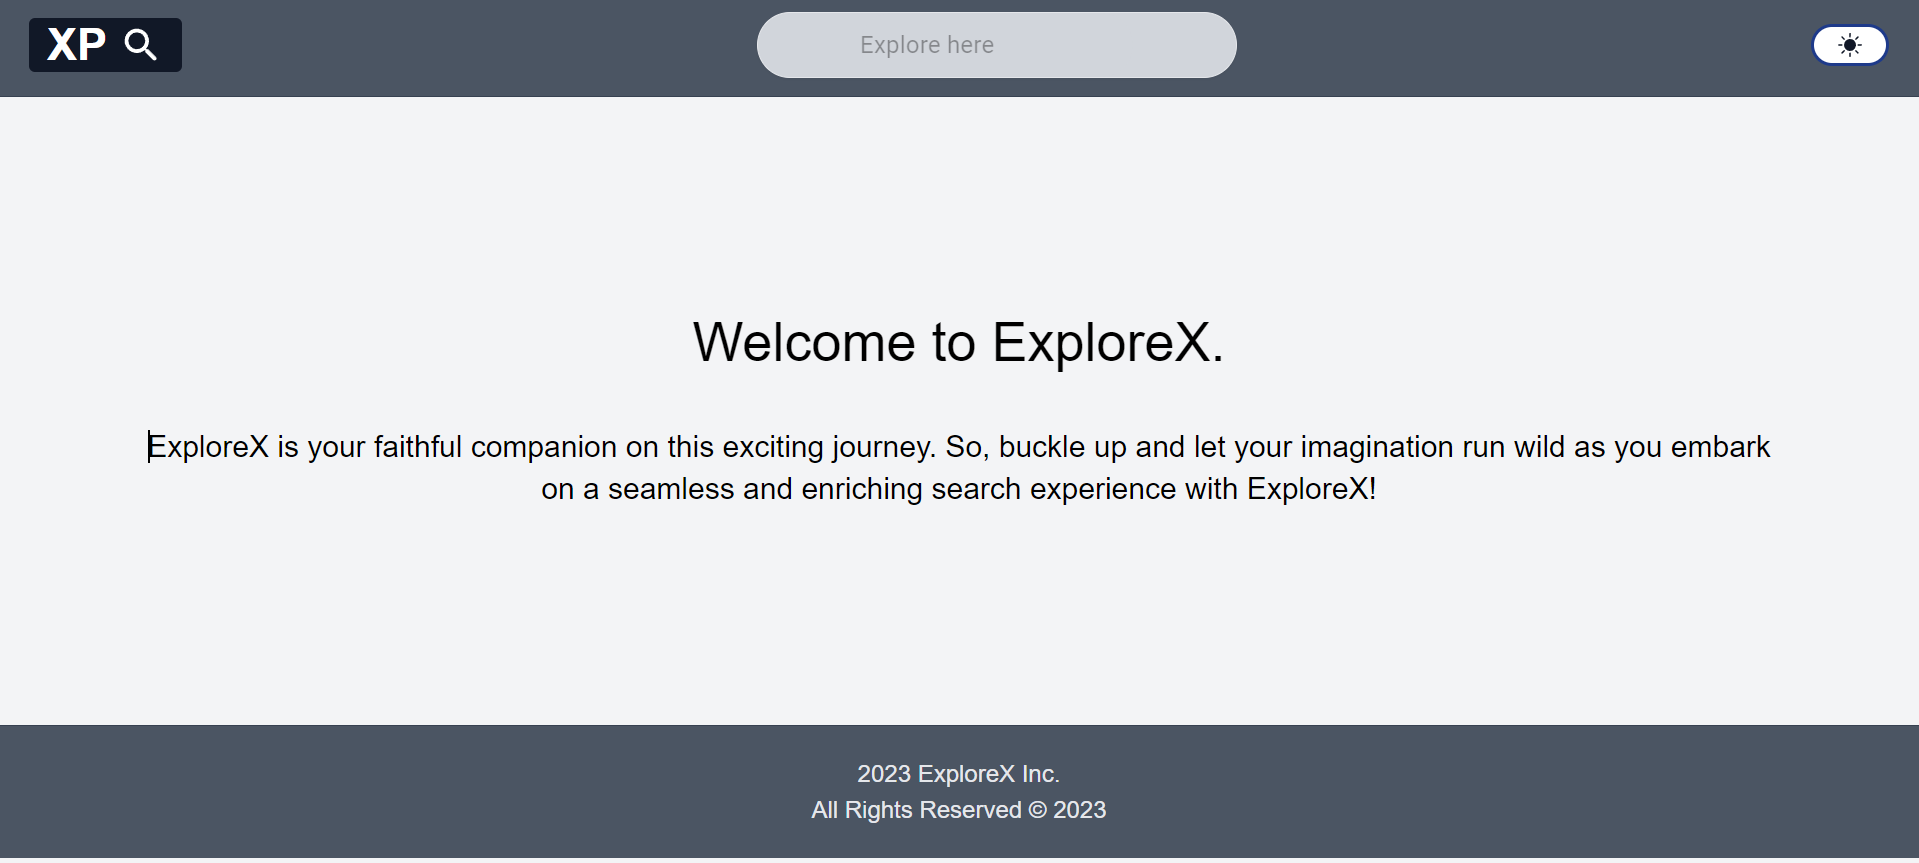 XP
Explore here
Welcome to ExploreX.
ExploreX is your faithful companion on this exciting journey. So, buckle up and let your imagination run wild as you embark
on a seamless and enriching search experience with ExploreX!
2023 ExploreX Inc.
All Rights Reserved © 2023